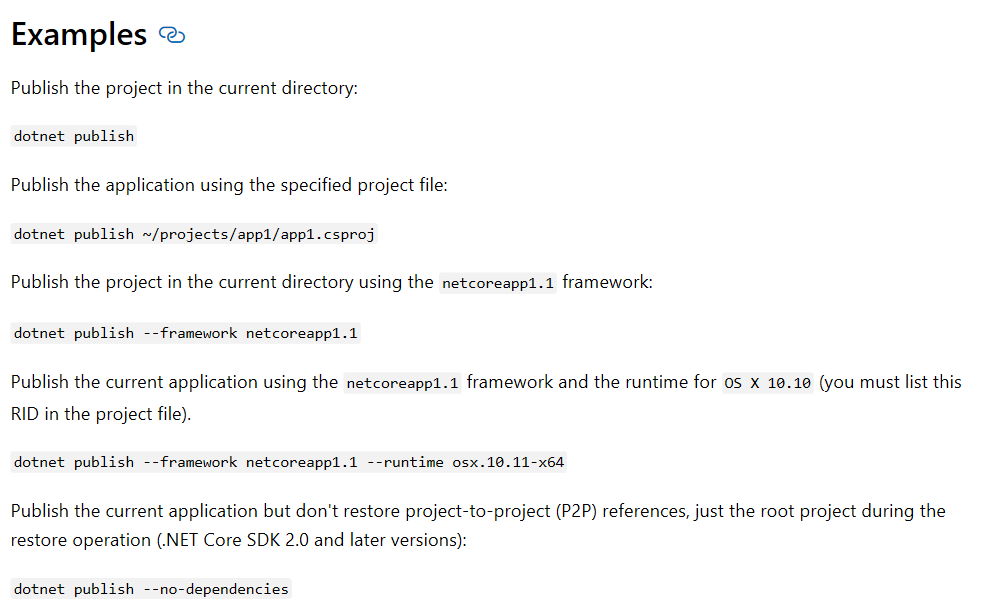 Examples
Publish the project in the current directory:
dotnet publish
Publish the application using the specified project file:
dotnet publish ~/projects/app1/app1.csproj
Publish the project in the current directory using the netcoreapp1.1 framework:
dotnet publish --framework netcoreapp1.1
Publish the current application using the netcoreapp1.1 framework and the runtime for OS X 10.10 (you must list this
RID in the project file).
dotnet publish --framework netcoreapp1.1 --runtime osx.10.11-x64
Publish the current application but don't restore project-to-project (P2P) references, just the root project during the
restore operation (.NET Core SDK 2.0 and later versions):
dotnet publish --no-dependencies